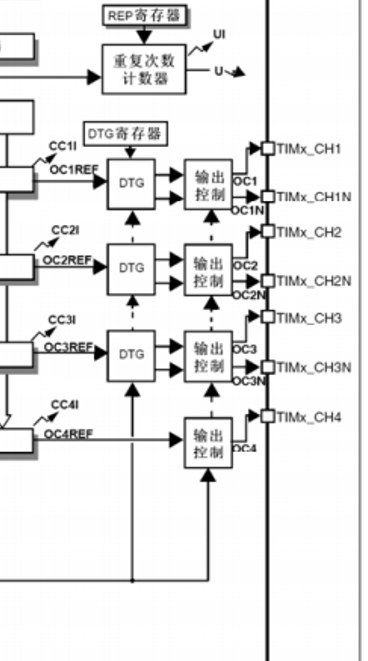 REP寄存器
UI
重复次数
计数器
U
DTG寄存器
CC1I
OC1REF
DTG
输出
控制
OC1
OC1N
TIMx_CH1
TIMx_CH1N
CC2I
OC2REF
DTG
输出
控制
OC2
OC2N
TIMx_CH2
TIMx_CH2N
CC3I
OC3REF
DTG
输出
控制
OC3
OC3N
TIMx_CH3
TIMx_CH3N
CC4I
OC4REF
输出
控制
OC4
TIMx_CH4